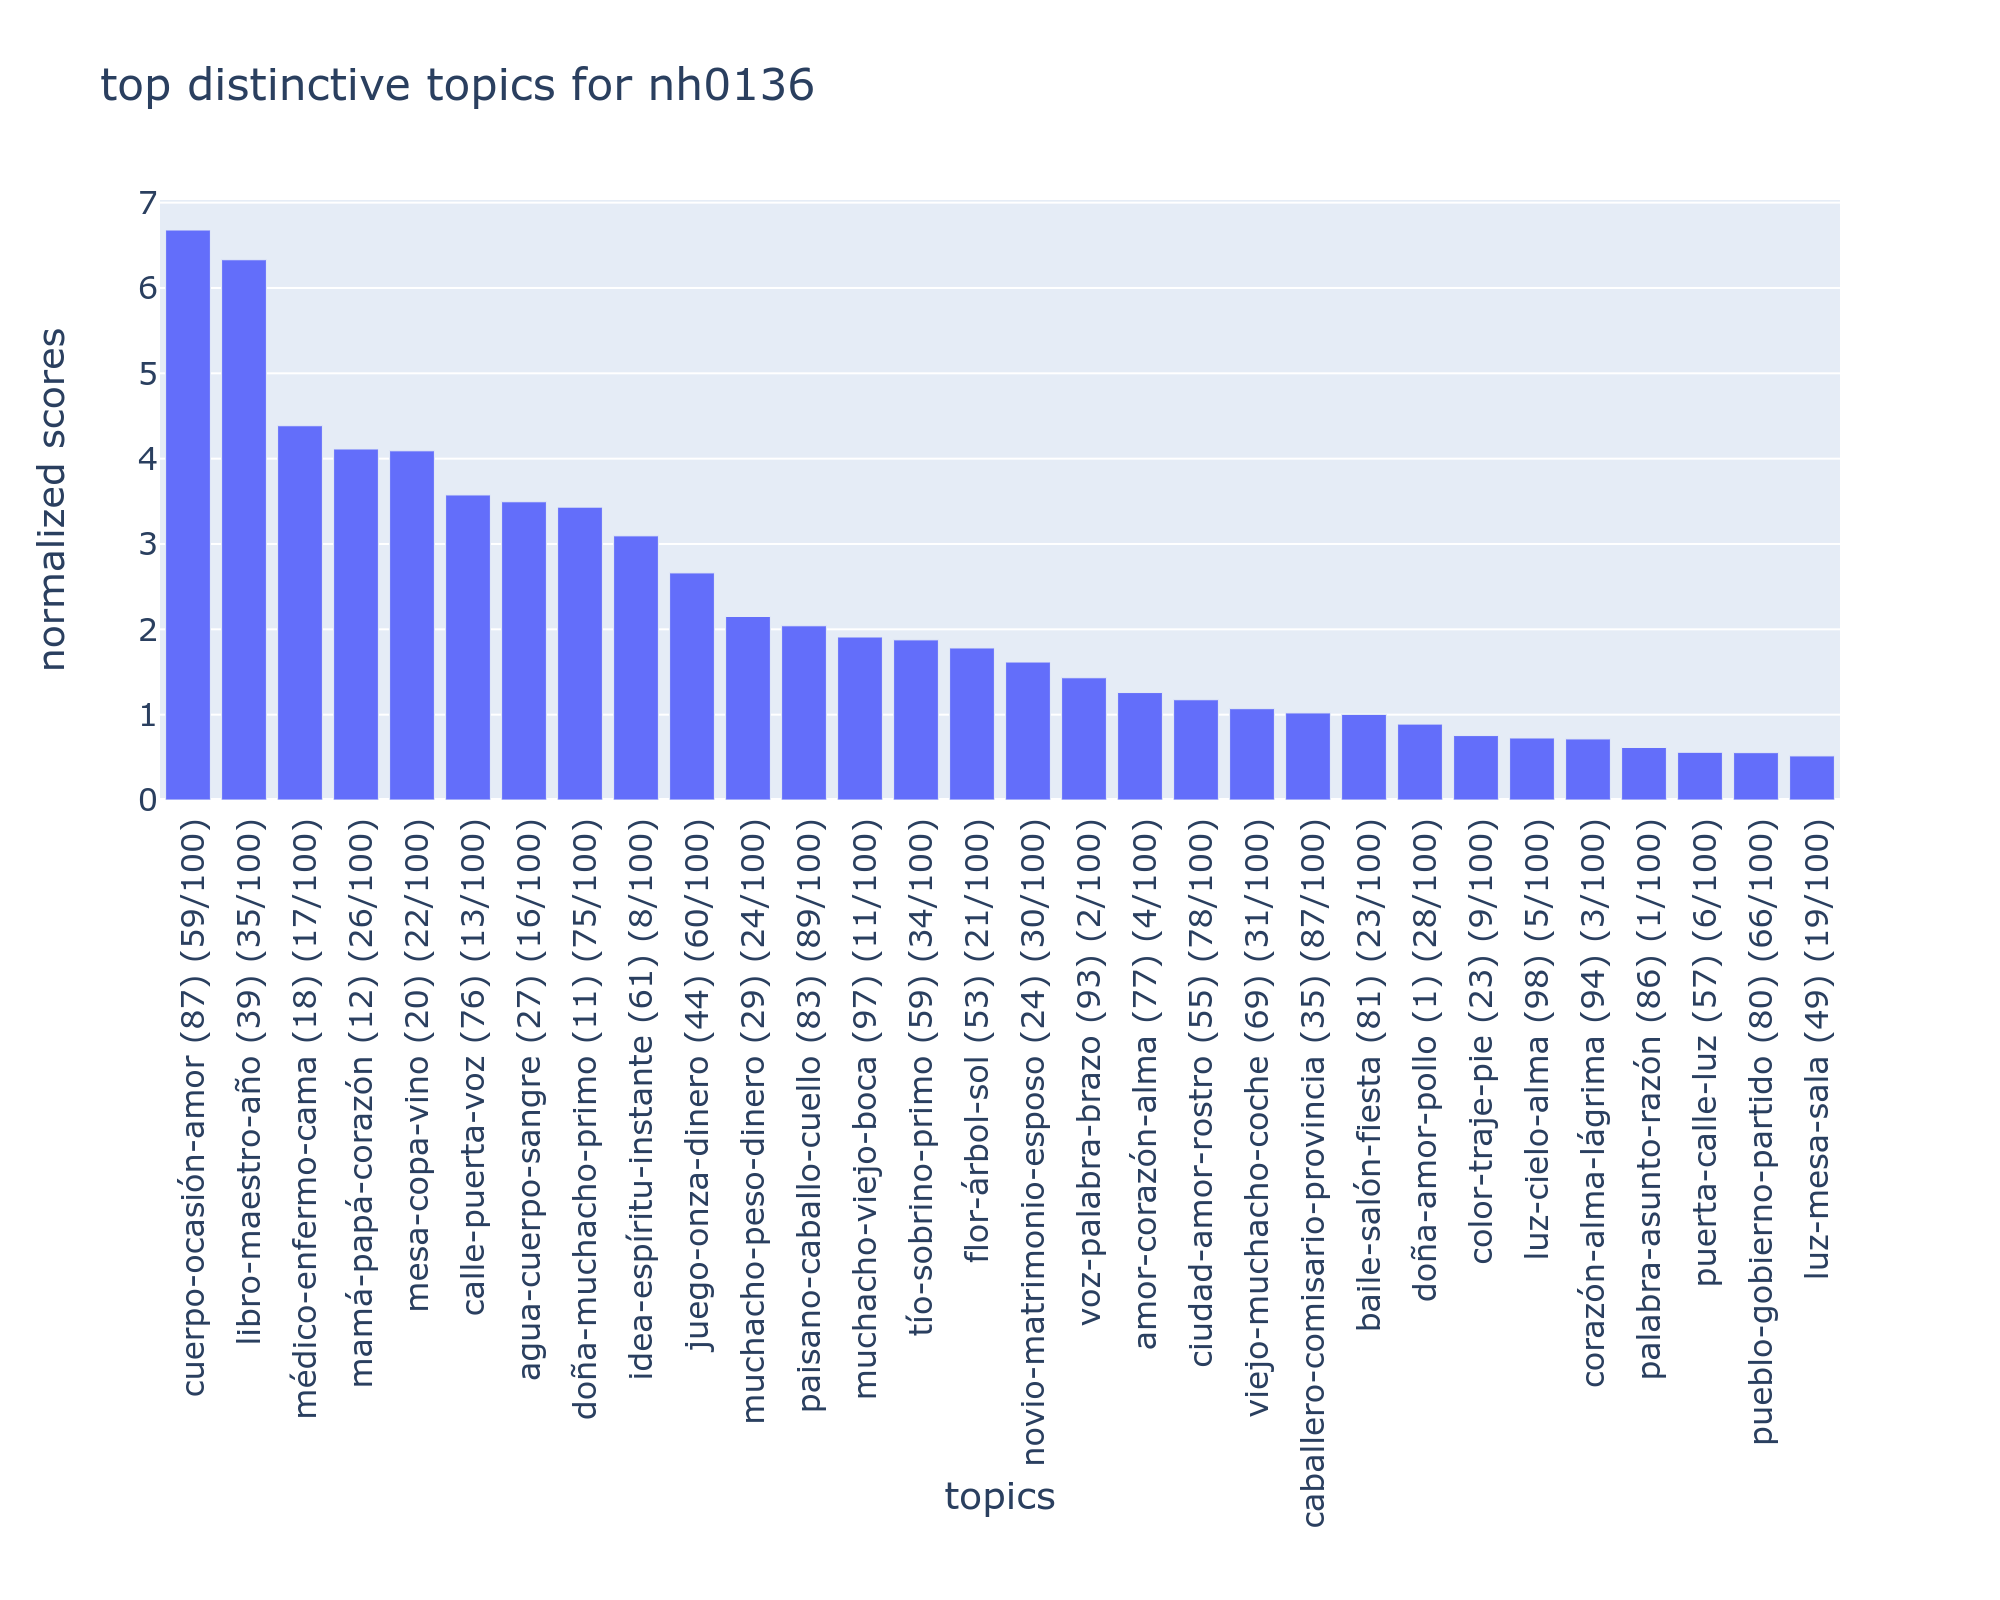 top distinctive topics for nh0136
normalized scores
7
6
5
4
3
2
1
0
cuerpo-ocasión-amor (87) (59/100)
libro-maestro-año (39) (35/100)
médico-enfermo-cama (18) (17/100)
mamá-papá-corazón (12) (26/100)
mesa-copa-vino (20) (22/100)
calle-puerta-voz (76) (13/100)
agua-cuerpo-sangre (27) (16/100)
doña-muchacho-primo (11) (75/100)
idea-espíritu-instante (61) (8/100)
juego-onza-dinero (44) (60/100)
muchacho-peso-dinero (29) (24/100)
paisano-caballo-cuello (83) (89/100)
muchacho-viejo-boca (97) (11/100)
tío-sobrino-primo (59) (34/100)
flor-árbol-sol (53) (21/100)
novio-matrimonio-esposo (24) (30/100)
voz-palabra-brazo (93) (2/100)
amor-corazón-alma (77) (4/100)
ciudad-amor-rostro (55) (78/100)
viejo-muchacho-coche (69) (31/100)
caballero-comisario-provincia (35) (87/100)
baile-salón-fiesta (81) (23/100)
doña-amor-pollo (1) (28/100)
color-traje-pie (23) (9/100)
luz-cielo-alma (98) (5/100)
corazón-alma-lágrima (94) (3/100)
palabra-asunto-razón (86) (1/100)
puerta-calle-luz (57) (6/100)
pueblo-gobierno-partido (80) (66/100)
luz-mesa-sala (49) (19/100)
topics